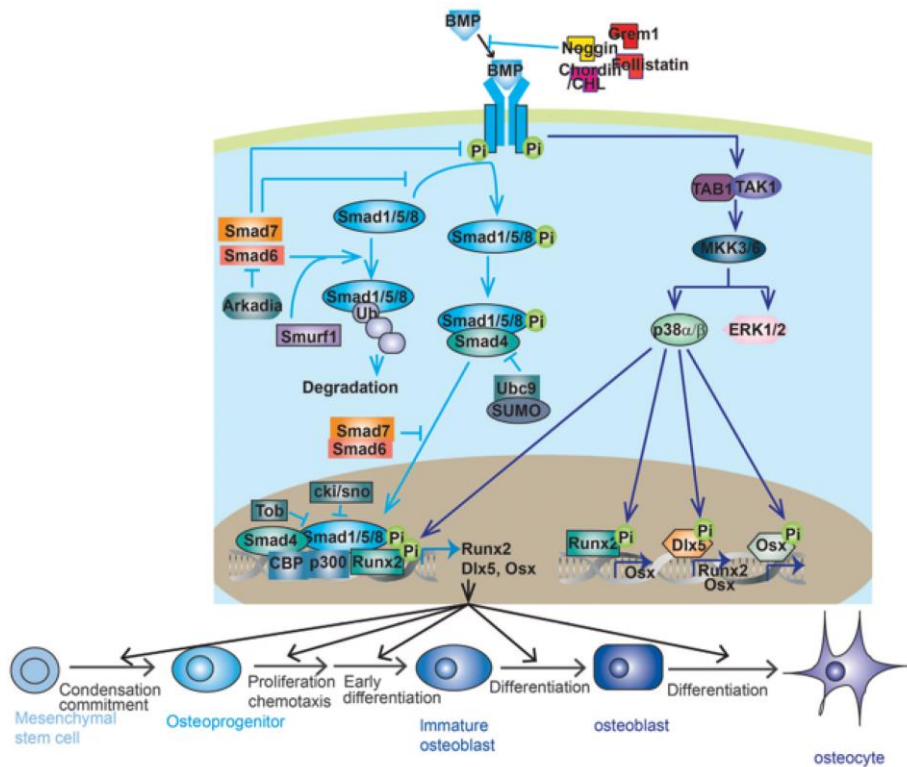 BMP
Grem1
Noggin
BMP
Chordin
/CHL
Follistatin
Pi
Pi
TAB1
TAK1
Smad7
Smad1/5/8
Smad1/5/8
Pi
MKK3/6
Smad6
Arkadia
Smad1/5/8
Ub
Smad1/5/8
Pi
p38α/β
ERK1/2
Smurf1
Smad4
Degradation
Ubc9
SUMO
Smad7
Smad6
cki/sno
Tob
Smad4
Smad1/5/8
Pi
Pi
CBP
p300
Runx2
Runx2
Dlx5, Osx
Runx2
Pi
Osx
Dlx5
Pi
Runx2
Osx
Osx
Pi
Condensation
commitment
Proliferation
chemotaxis
Early
differentiation
Differentiation
Differentiation
Mesenchymal
stem cell
Osteoprogenitor
Immature
osteoblast
osteoblast
osteocyte